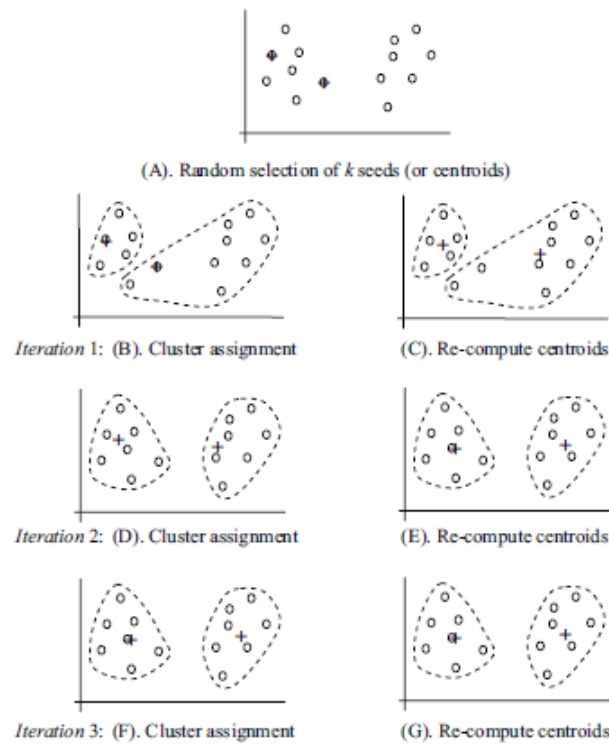 (A). Random selection of k seeds (or centroids)
Iteration 1: (B). Cluster assignment
(C). Re-compute centroids
Iteration 2: (D). Cluster assignment
(E). Re-compute centroids
Iteration 3: (F). Cluster assignment
(G). Re-compute centroids